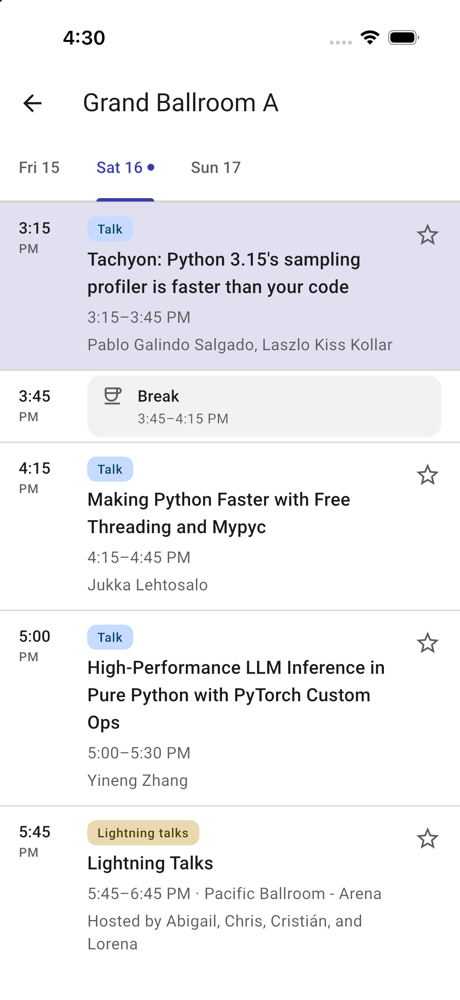 4:30
Grand Ballroom A
Fri 15
Sat 16
Sun 17
3:15
PM
Talk
Tachyon: Python 3.15's sampling
profiler is faster than your code
3:15–3:45 PM
Pablo Galindo Salgado, Laszlo Kiss Kollar
3:45
PM
Break
3:45–4:15 PM
4:15
PM
Talk
Making Python Faster with Free
Threading and Mypyc
4:15–4:45 PM
Jukka Lehtosalo
5:00
PM
Talk
High-Performance LLM Inference in
Pure Python with PyTorch Custom
Ops
5:00–5:30 PM
Yineng Zhang
5:45
PM
Lightning talks
Lightning Talks
5:45–6:45 PM · Pacific Ballroom - Arena
Hosted by Abigail, Chris, Cristián, and
Lorena